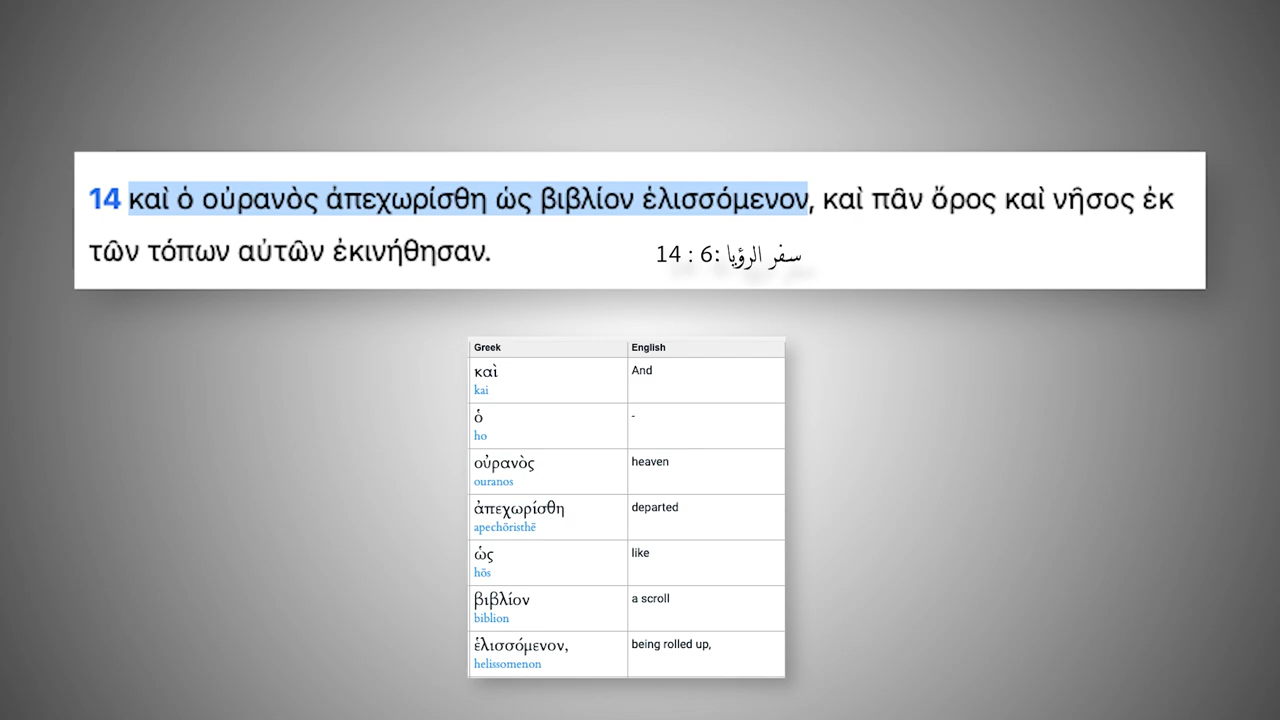 14 καὶ ὁ οὐρανὸς ἀπεχωρίσθη ὡς βιβλίον ἑλισσόμενον, καὶ πᾶν ὄρος καὶ νῆσος ἐκ
τῶν τόπων αὐτῶν ἐκινήθησαν.
سفر الرؤيا :6 : 14
Greek English
καὶ And
kai
ὁ -
ho
οὐρανὸς heaven
ouranos
ἀπεχωρίσθη departed
apechōristhē
ὡς like
hōs
βιβλίον a scroll
biblion
ἑλισσόμενον, being rolled up,
helissomenon